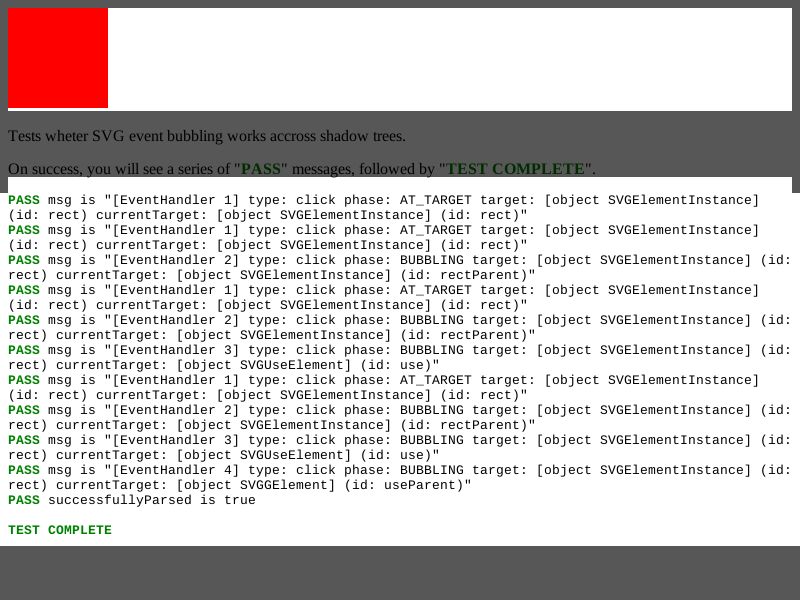 Tests wheter SVG event bubbling works accross shadow trees.
On success, you will see a series of "PASS" messages, followed by "TEST COMPLETE".
PASS msg is "[EventHandler 1] type: click phase: AT_TARGET target: [object SVGElementInstance]
(id: rect) currentTarget: [object SVGElementInstance] (id: rect)"
PASS msg is "[EventHandler 1] type: click phase: AT_TARGET target: [object SVGElementInstance]
(id: rect) currentTarget: [object SVGElementInstance] (id: rect)"
PASS msg is "[EventHandler 2] type: click phase: BUBBLING target: [object SVGElementInstance] (id:
rect) currentTarget: [object SVGElementInstance] (id: rectParent)"
PASS msg is "[EventHandler 1] type: click phase: AT_TARGET target: [object SVGElementInstance]
(id: rect) currentTarget: [object SVGElementInstance] (id: rect)"
PASS msg is "[EventHandler 2] type: click phase: BUBBLING target: [object SVGElementInstance] (id:
rect) currentTarget: [object SVGElementInstance] (id: rectParent)"
PASS msg is "[EventHandler 3] type: click phase: BUBBLING target: [object SVGElementInstance] (id:
rect) currentTarget: [object SVGUseElement] (id: use)"
PASS msg is "[EventHandler 1] type: click phase: AT_TARGET target: [object SVGElementInstance]
(id: rect) currentTarget: [object SVGElementInstance] (id: rect)"
PASS msg is "[EventHandler 2] type: click phase: BUBBLING target: [object SVGElementInstance] (id:
rect) currentTarget: [object SVGElementInstance] (id: rectParent)"
PASS msg is "[EventHandler 3] type: click phase: BUBBLING target: [object SVGElementInstance] (id:
rect) currentTarget: [object SVGUseElement] (id: use)"
PASS msg is "[EventHandler 4] type: click phase: BUBBLING target: [object SVGElementInstance] (id:
rect) currentTarget: [object SVGGElement] (id: useParent)"
PASS successfullyParsed is true
TEST COMPLETE